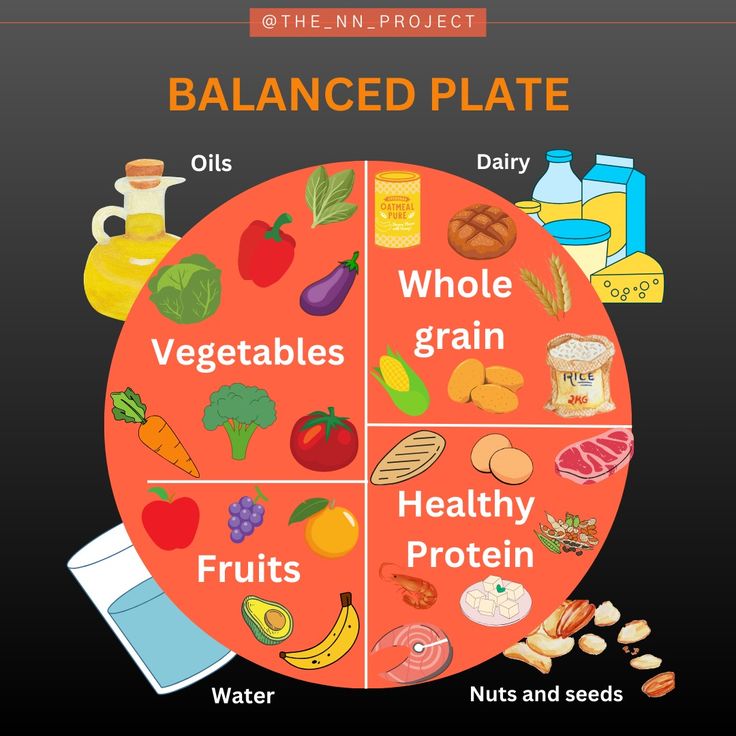 @THE_NN_PROJECT
BALANCED PLATE
Oils
Dairy
OATMEAL
PURE
Whole
grain
Vegetables
RICE
2KG
Healthy
Protein
Fruits
Water
Nuts and seeds